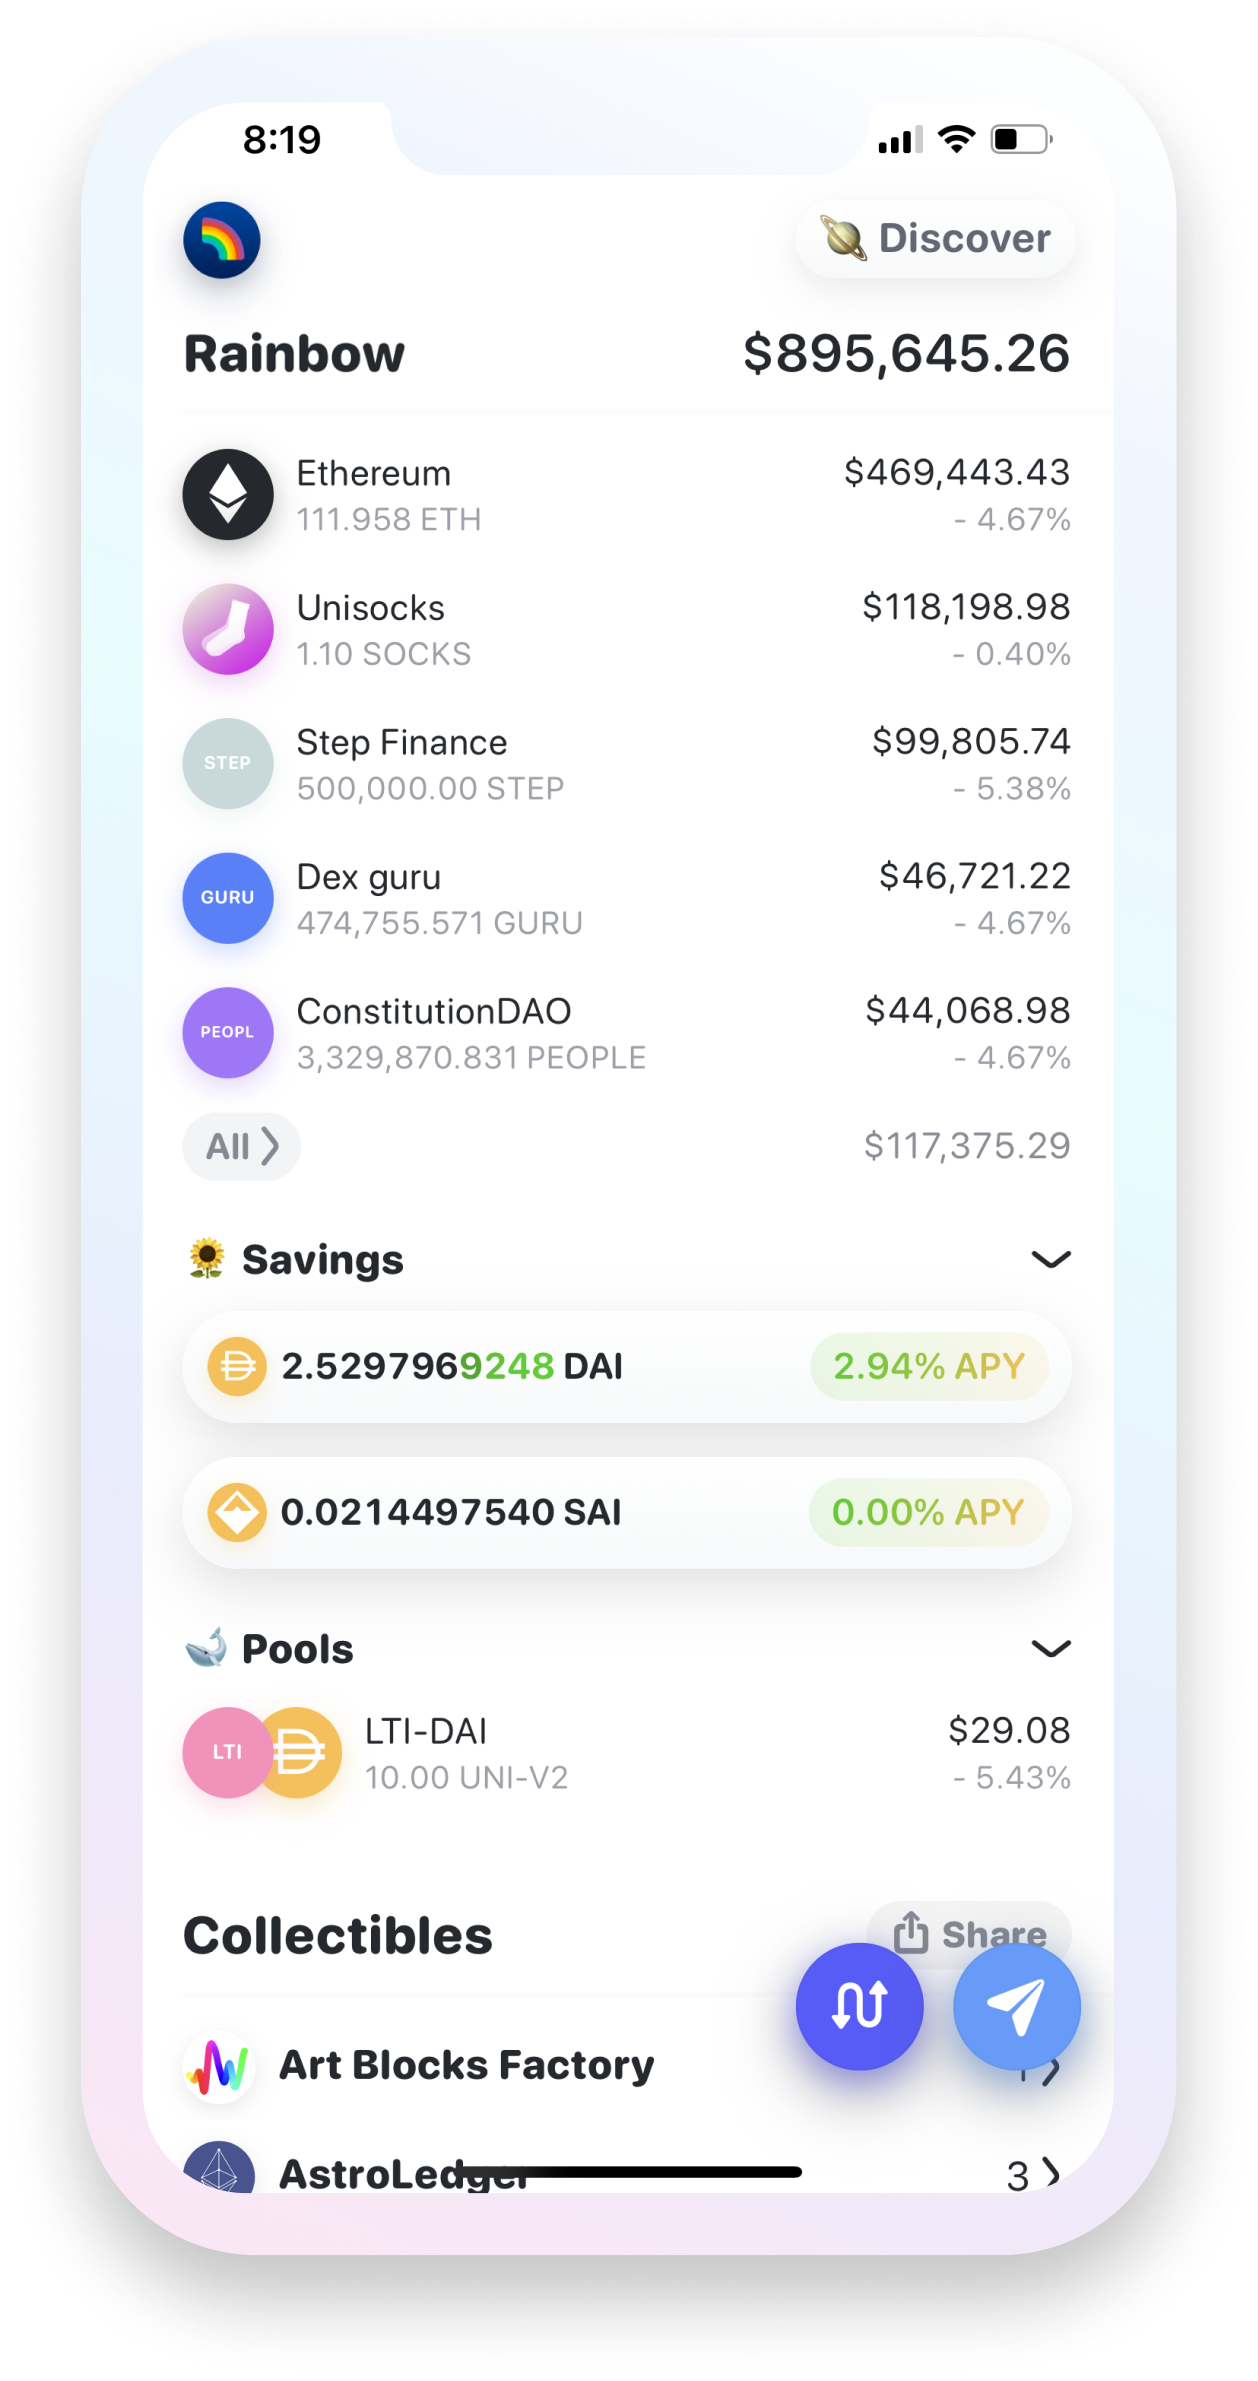 8:19
Discover
Rainbow $895,645.26
Ethereum $469,443.43
111.958 ETH - 4.67%
Unisocks $118,198.98
1.10 SOCKS - 0.40%
STEP
Step Finance $99,805.74
500,000.00 STEP - 5.38%
GURU
Dex guru $46,721.22
474,755.571 GURU - 4.67%
PEOPL
ConstitutionDAO $44,068.98
3,329,870.831 PEOPLE - 4.67%
All $117,375.29
Savings
2.5297969248 DAI 2.94% APY
0.0214497540 SAI 0.00% APY
Pools
LTI
LTI-DAI $29.08
10.00 UNI-V2 - 5.43%
Collectibles Share
Art Blocks Factory
AstroLedger 3